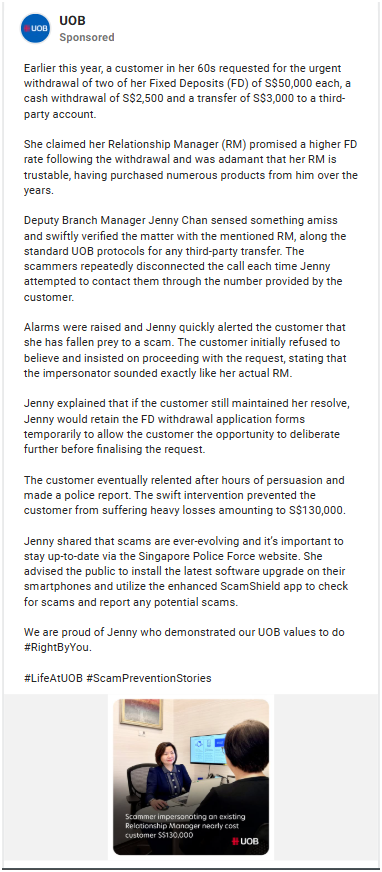 UOB
UOB
Sponsored
Earlier this year, a customer in her 60s requested for the urgent
withdrawal of two of her Fixed Deposits (FD) of S$50,000 each, a
cash withdrawal of S$2,500 and a transfer of S$3,000 to a third-
party account.
She claimed her Relationship Manager (RM) promised a higher FD
rate following the withdrawal and was adamant that her RM is
trustable, having purchased numerous products from him over the
years.
Deputy Branch Manager Jenny Chan sensed something amiss
and swiftly verified the matter with the mentioned RM, along the
standard UOB protocols for any third-party transfer. The
scammers repeatedly disconnected the call each time Jenny
attempted to contact them through the number provided by the
customer.
Alarms were raised and Jenny quickly alerted the customer that
she has fallen prey to a scam. The customer initially refused to
believe and insisted on proceeding with the request, stating that
the impersonator sounded exactly like her actual RM.
Jenny explained that if the customer still maintained her resolve,
Jenny would retain the FD withdrawal application forms
temporarily to allow the customer the opportunity to deliberate
further before finalising the request.
The customer eventually relented after hours of persuasion and
made a police report. The swift intervention prevented the
customer from suffering heavy losses amounting to S$130,000.
Jenny shared that scams are ever-evolving and it's important to
stay up-to-date via the Singapore Police Force website. She
advised the public to install the latest software upgrade on their
smartphones and utilize the enhanced ScamShield app to check
for scams and report any potential scams.
We are proud of Jenny who demonstrated our UOB values to do
#RightByYou.
#LifeAtUOB #ScamPreventionStories
Scammer impersonating an existing
Relationship Manager nearly cost
customer S$130,000
UOB